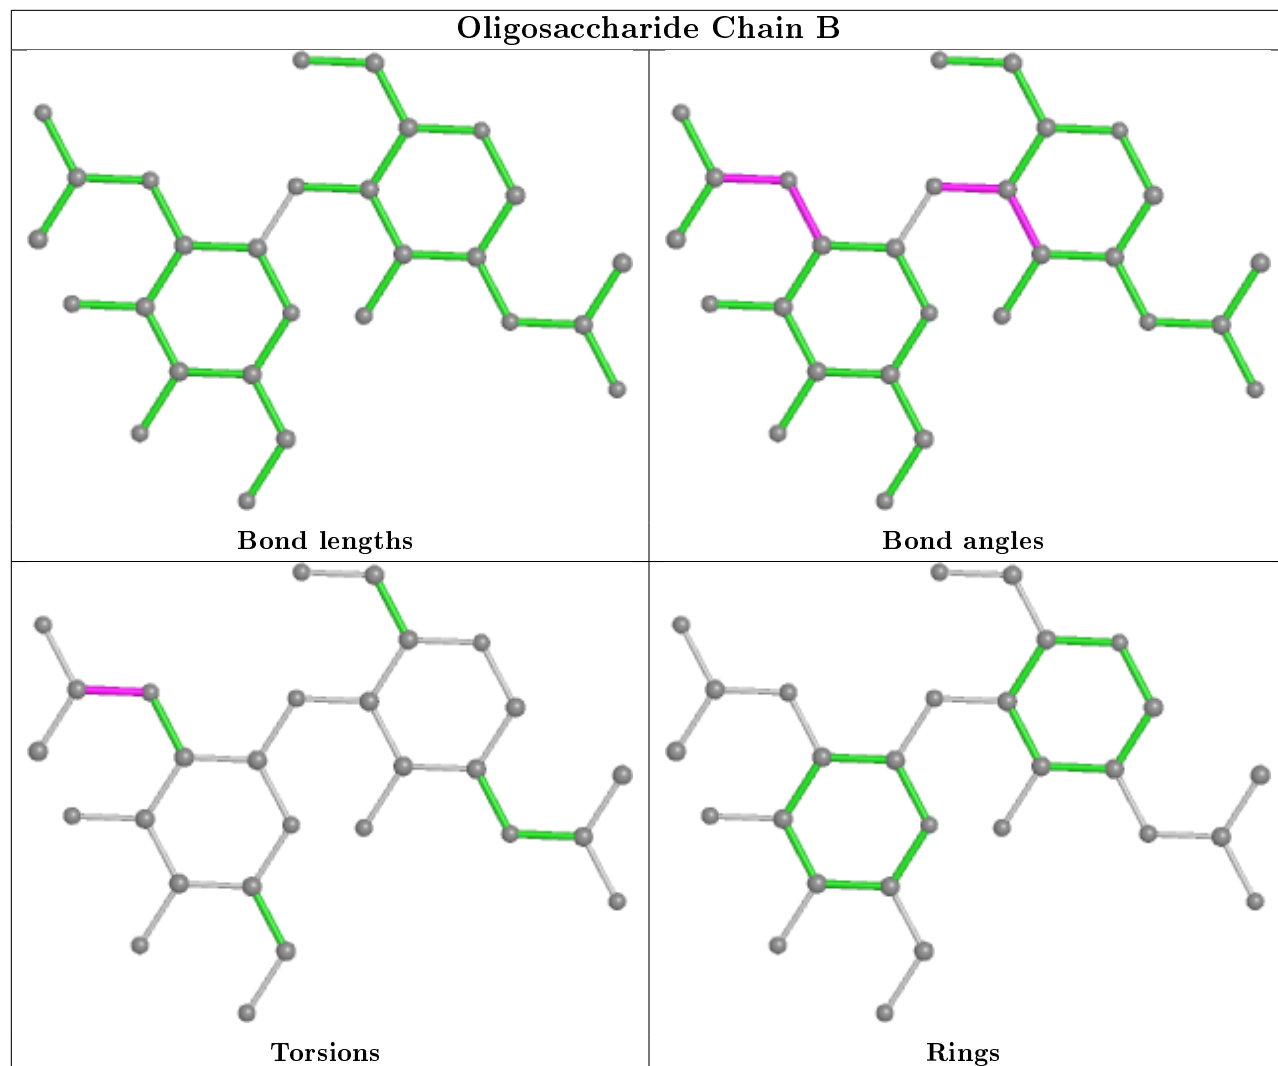 Oligosaccharide Chain B
Bond lengths
Bond angles
Torsions
Rings